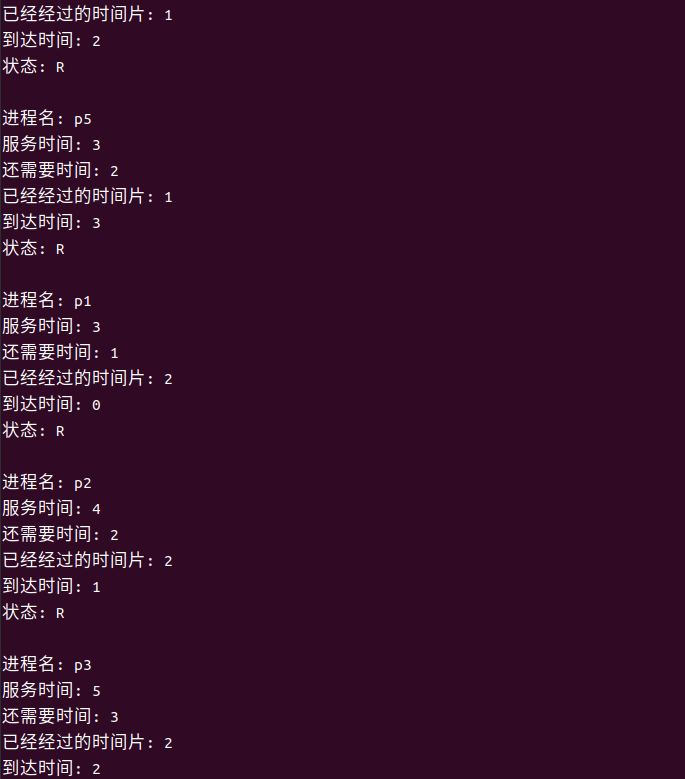 已经经过的时间片: 1
到达时间: 2
状态: R
进程名: p5
服务时间: 3
还需要时间: 2
已经经过的时间片: 1
到达时间: 3
状态: R
进程名: p1
服务时间: 3
还需要时间: 1
已经经过的时间片: 2
到达时间: 0
状态: R
进程名: p2
服务时间: 4
还需要时间: 2
已经经过的时间片: 2
到达时间: 1
状态: R
进程名: p3
服务时间: 5
还需要时间: 3
已经经过的时间片: 2
到达时间: 2